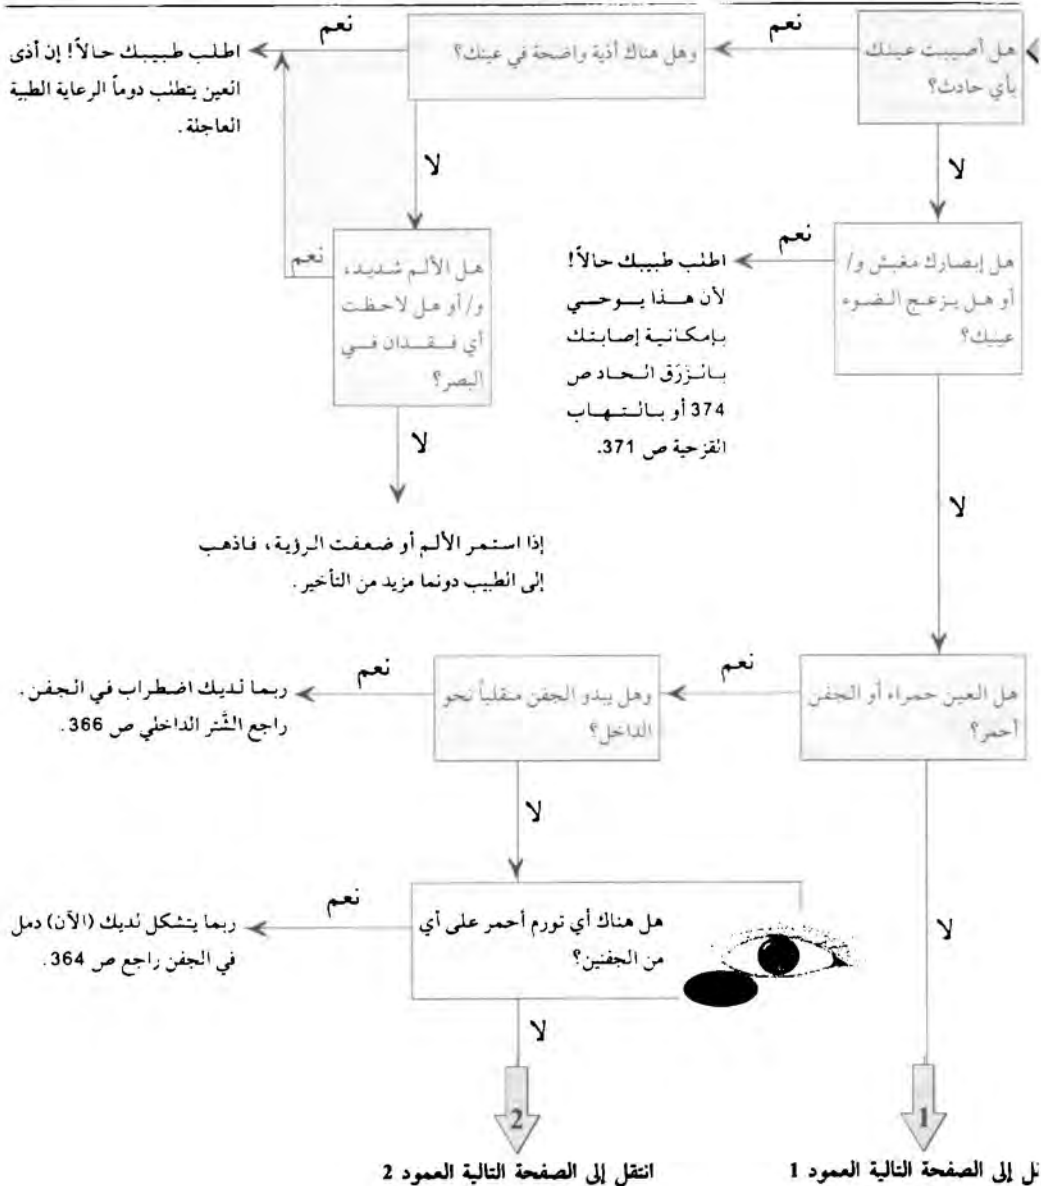 هل أصيبت عينك
بأي حادث؟
نعم
وهل هناك أذية واضحة في عينك؟
نعم
اطلب طبيبك حالاً! إن أذى
العين يتطلب دوماً الرعاية الطبية
العاجلة.
لا
لا
هل إبصارك مغبش و/
أو هل يزعج الضوء
عينيك؟
نعم
اطلب طبيبك حالاً!
لأن هذا يوحي
بإمكانية إصابتك
بالزرق الحاد ص
374 أو بالتهاب
القزحية ص 371.
هل الألم شديد،
و/أو هل لاحظت
أي فقدان في
البصر؟
نعم
لا
لا
إذا استمر الألم أو ضعفت الرؤية، فاذهب
إلى الطبيب دونما مزيد من التأخير.
هل العين حمراء أو الجفن
أحمر؟
نعم
وهل يبدو الجفن منقلباً نحو
الداخل؟
نعم
ربما لديك اضطراب في الجفن.
راجع الشَّتر الداخلي ص 366.
لا
هل هناك أي تورم أحمر على أي
من الجفنين؟
نعم
ربما يتشكل لديك (الآن) دمل
في الجفن راجع ص 364.
لا
لا
1
2
إلى الصفحة التالية العمود 1
انتقل إلى الصفحة التالية العمود 2